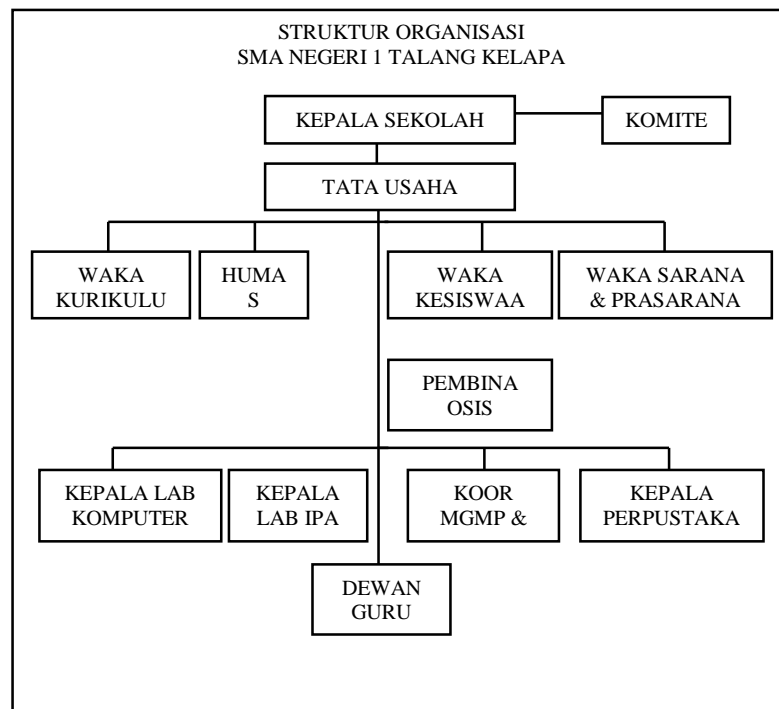 STRUKTUR ORGANISASI
SMA NEGERI 1 TALANG KELAPA
KEPALA SEKOLAH
KOMITE
TATA USAHA
WAKA
KURIKULU
HUMA
S
WAKA
KESISWAA
WAKA SARANA
& PRASARANA
PEMBINA
OSIS
KEPALA LAB
KOMPUTER
KEPALA
LAB IPA
KOOR
MGMP &
KEPALA
PERPUSTAKA
DEWAN
GURU